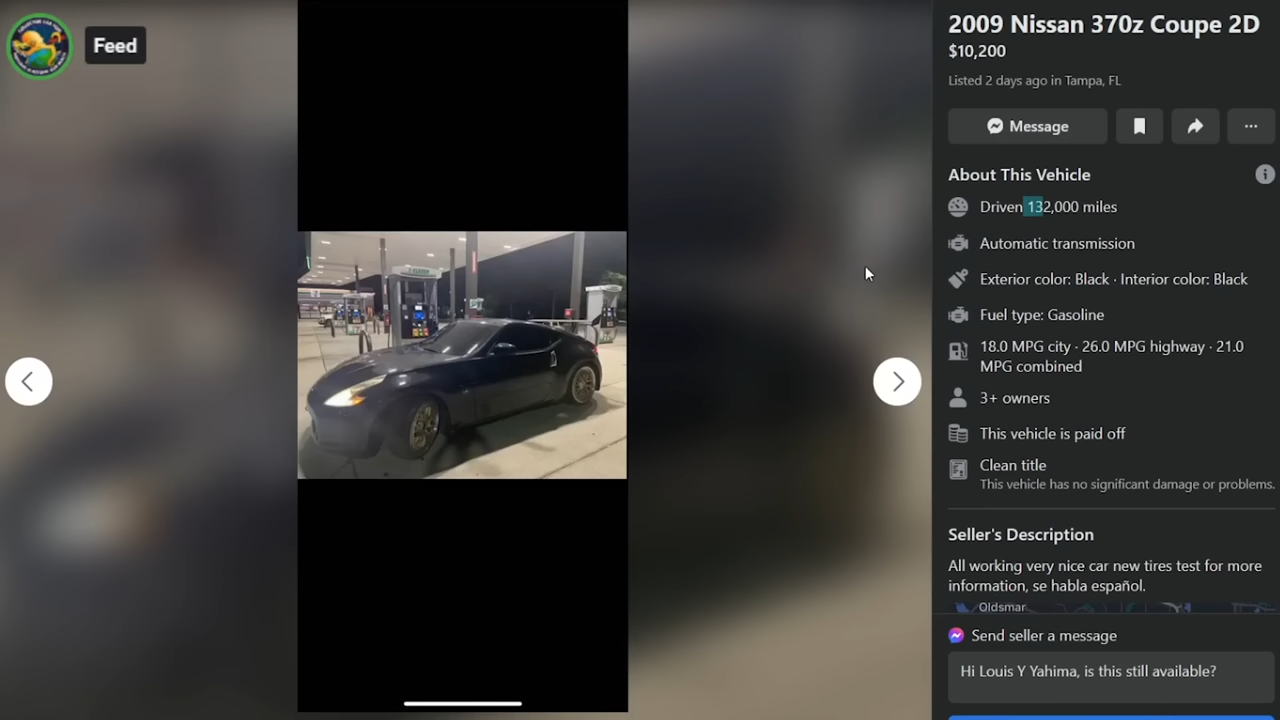 Feed
2009 Nissan 370z Coupe 2D
$10,200
Listed 2 days ago in Tampa, FL
Message
About This Vehicle
Driven 132,000 miles
Automatic transmission
Exterior color: Black · Interior color: Black
Fuel type: Gasoline
18.0 MPG city · 26.0 MPG highway · 21.0
MPG combined
3+ owners
This vehicle is paid off
Clean title
This vehicle has no significant damage or problems.
Seller's Description
All working very nice car new tires test for more
information, se habla español.
Oldsmar
Send seller a message
Hi Louis Y Yahima, is this still available?